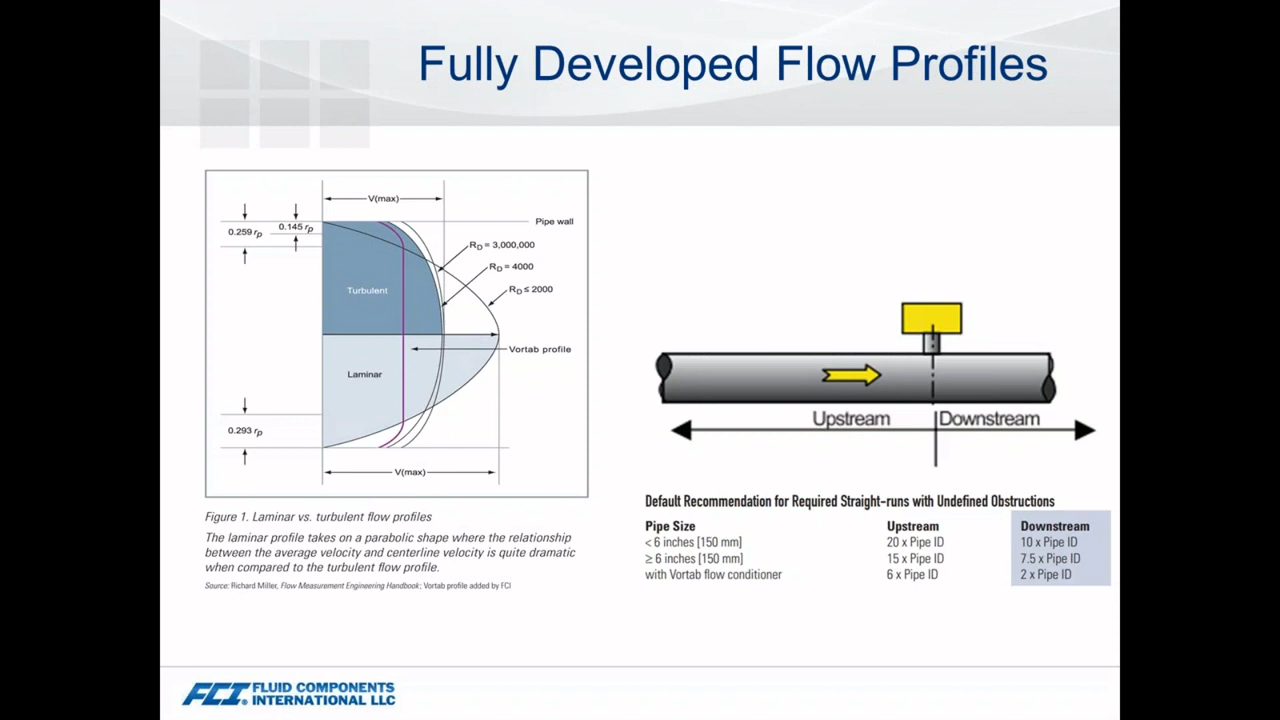 Fully Developed Flow Profiles
V(max)
0.259 rp
0.145 rp
Pipe wall
RD = 3,000,000
RD = 4000
RD ≤ 2000
Turbulent
Vortab profile
Laminar
0.293 rp
V(max)
Figure 1. Laminar vs. turbulent flow profiles
The laminar profile takes on a parabolic shape where the relationship
between the average velocity and centerline velocity is quite dramatic
when compared to the turbulent flow profile.
Source: Richard Miller, Flow Measurement Engineering Handbook; Vortab profile added by FCI
Upstream Downstream
Default Recommendation for Required Straight-runs with Undefined Obstructions
Pipe Size Upstream Downstream
< 6 inches [150 mm] 20 x Pipe ID 10 x Pipe ID
≥ 6 inches [150 mm] 15 x Pipe ID 7.5 x Pipe ID
with Vortab flow conditioner 6 x Pipe ID 2 x Pipe ID
FCI® FLUID COMPONENTS
INTERNATIONAL LLC